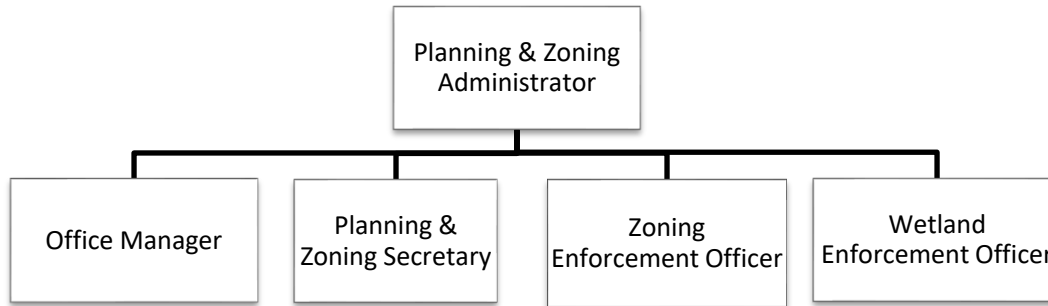 Planning & Zoning
Administrator
Office Manager
Planning &
Zoning Secretary
Zoning
Enforcement Officer
Wetland
Enforcement Officer